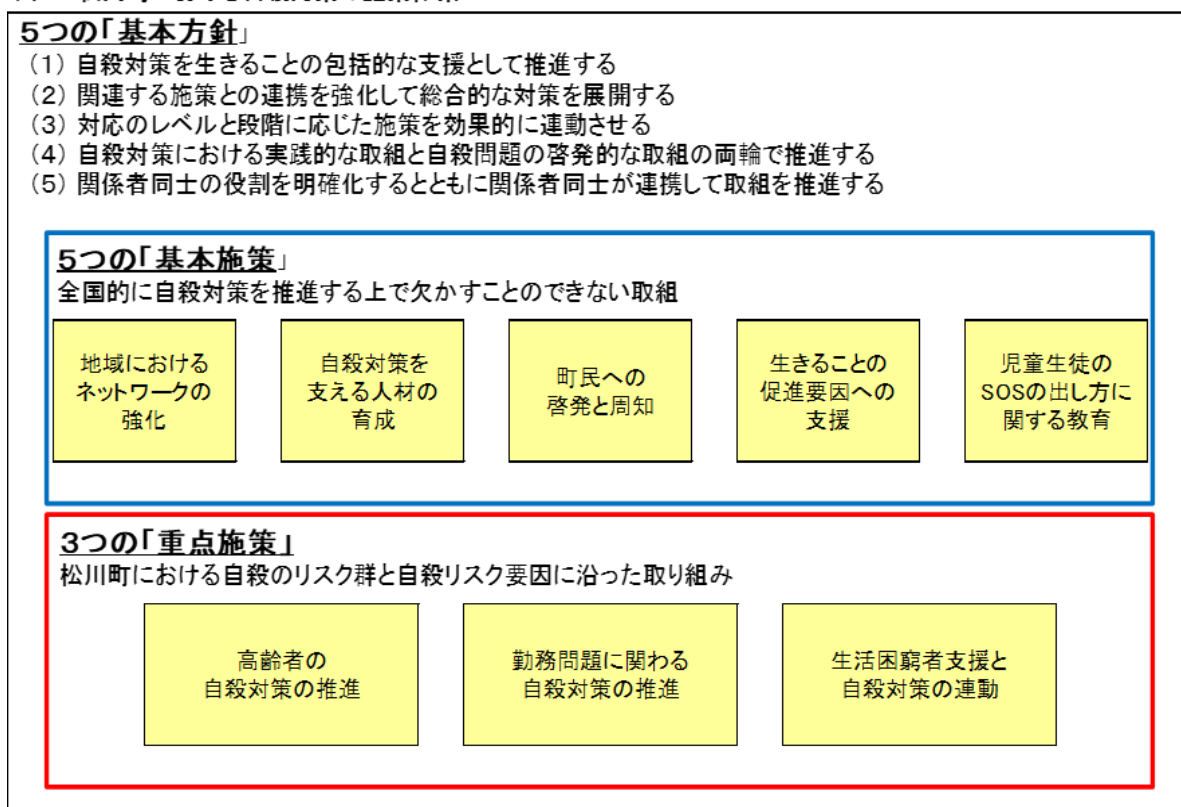 5つの「基本方針」
(1) 自殺対策を生きることの包括的な支援として推進する
(2) 関連する施策との連携を強化して総合的な対策を展開する
(3) 対応のレベルと段階に応じた施策を効果的に連動させる
(4) 自殺対策における実践的な取組と自殺問題の啓発的な取組の両輪で推進する
(5) 関係者同士の役割を明確化するとともに関係者同士が連携して取組を推進する
5つの「基本施策」
全国的に自殺対策を推進する上で欠かすことのできない取組
地域における
ネットワークの
強化
自殺対策を
支える人材の
育成
町民への
啓発と周知
生きることの
促進要因への
支援
児童生徒の
SOSの出し方に
関する教育
3つの「重点施策」
松川町における自殺のリスク群と自殺リスク要因に沿った取り組み
高齢者の
自殺対策の推進
勤務問題に関わる
自殺対策の推進
生活困窮者支援と
自殺対策の連動